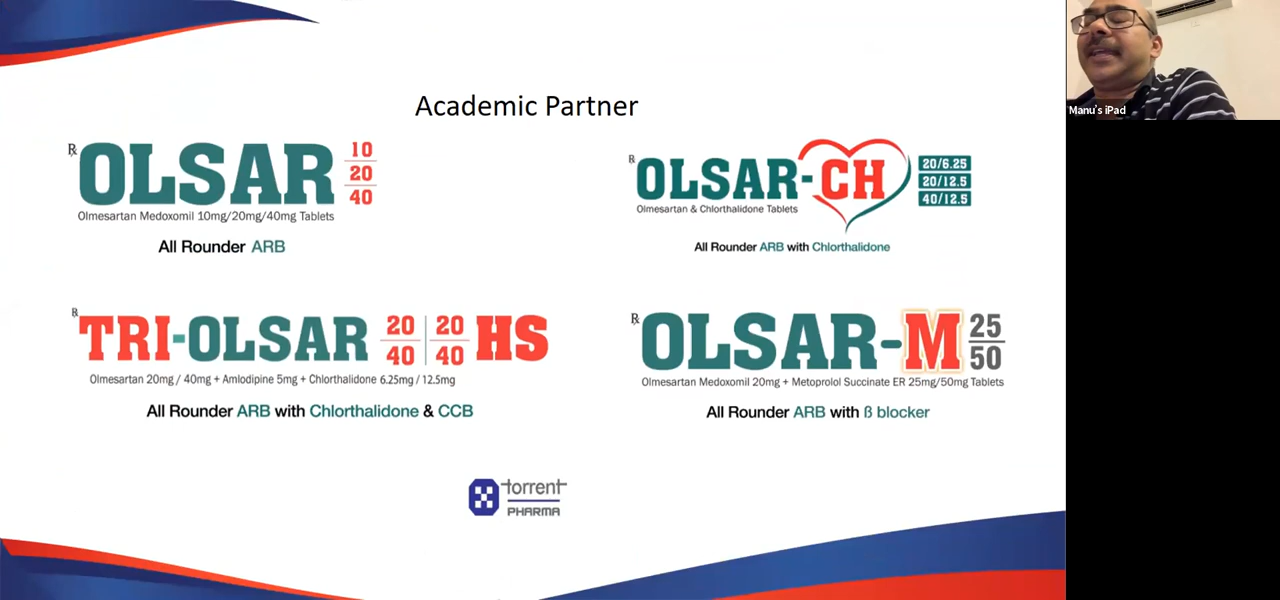 Academic Partner
Rx OLSAR 10 20 40
Olmesartan Medoxomil 10mg/20mg/40mg Tablets
All Rounder ARB
Rx OLSAR-CH 20/6.25 20/12.5 40/12.5
Olmesartan & Chlorthalidone Tablets
All Rounder ARB with Chlorthalidone
Rx TRI-OLSAR 20 40 20 40 HS
Olmesartan 20mg / 40mg + Amlodipine 5mg + Chlorthalidone 6.25mg / 12.5mg
All Rounder ARB with Chlorthalidone & CCB
Rx OLSAR-M 25 50
Olmesartan Medoxomil 20mg + Metoprolol Succinate ER 25mg/50mg Tablets
All Rounder ARB with ß blocker
torrent
PHARMA
Manu's iPad